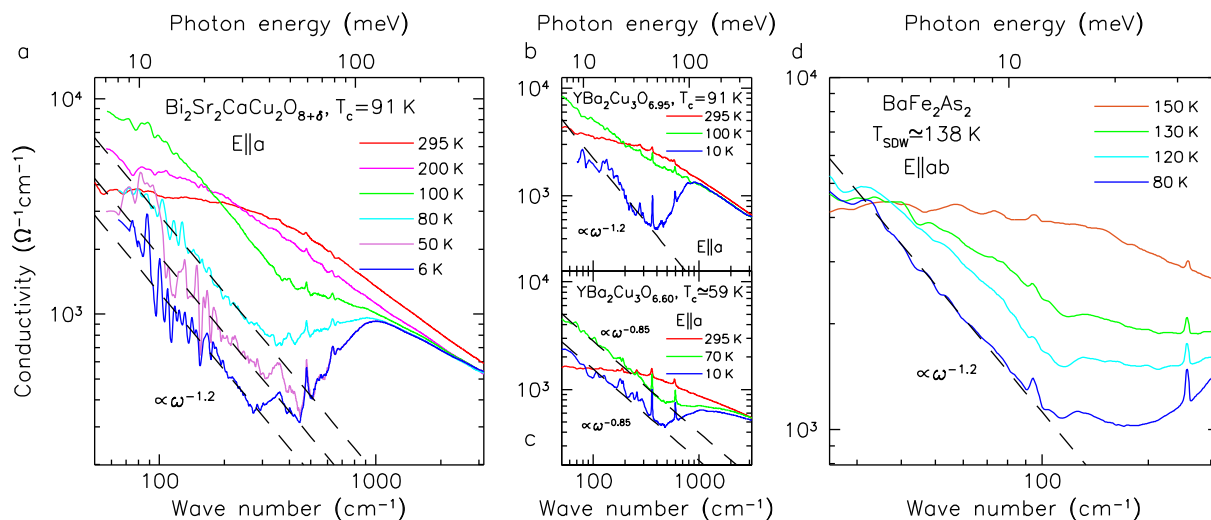 Photon energy (meV)
a
10
100
10⁴
10³
Conductivity (Ω⁻¹cm⁻¹)
Bi₂Sr₂CaCu₂O₈₊δ, T_c=91 K
E∥a
295 K
200 K
100 K
80 K
50 K
6 K
∝ω⁻¹·²
100
1000
Wave number (cm⁻¹)
Photon energy (meV)
b
10
100
10⁴
10³
YBa₂Cu₃O₆.₉₅, T_c=91 K
295 K
100 K
10 K
∝ω⁻¹·²
E∥a
10⁴
10³
YBa₂Cu₃O₆.₆₀, T_c≃59 K
E∥a
∝ω⁻⁰·⁸⁵
295 K
70 K
10 K
∝ω⁻⁰·⁸⁵
c
100
1000
Wave number (cm⁻¹)
Photon energy (meV)
d
10
10⁴
10³
BaFe₂As₂
T_SDW≃138 K
E∥ab
150 K
130 K
120 K
80 K
∝ω⁻¹·²
100
Wave number (cm⁻¹)